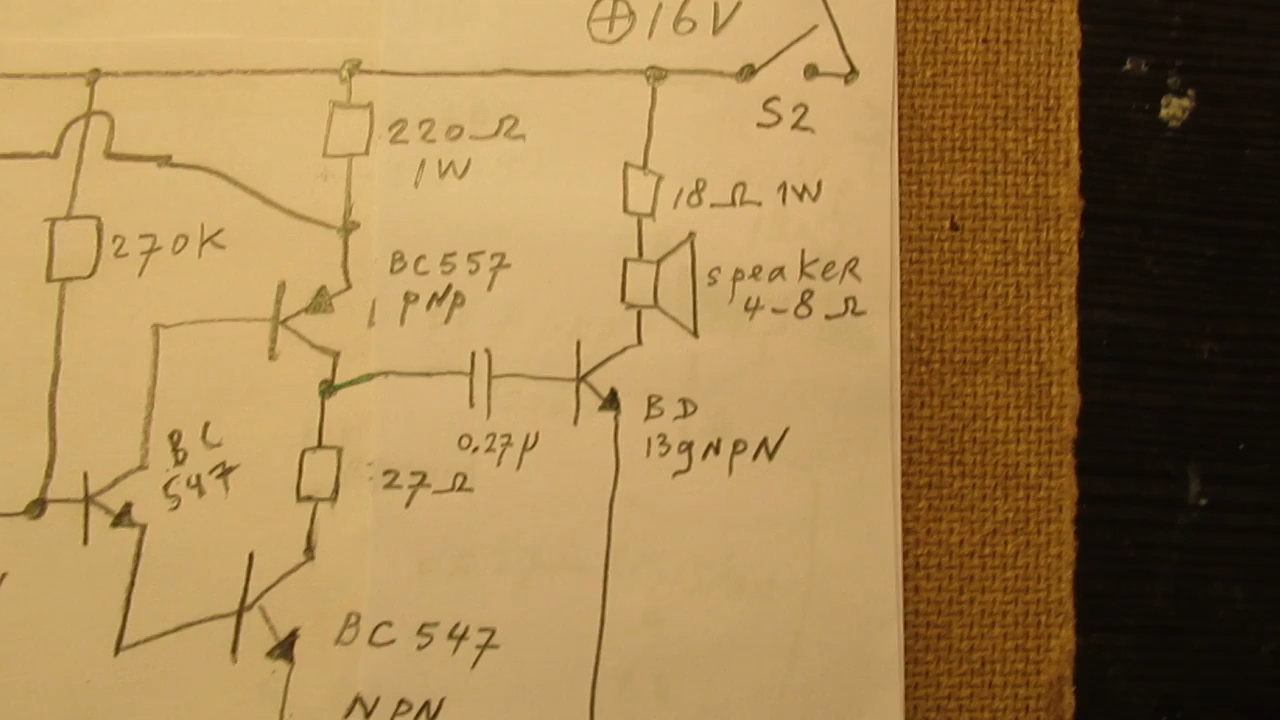 ⊕16V
S2
220Ω
1W
18Ω 1W
270K
BC557
PNP
speaker
4-8Ω
BC
547
0.27μ
BD
139NPN
27Ω
BC547
NPN